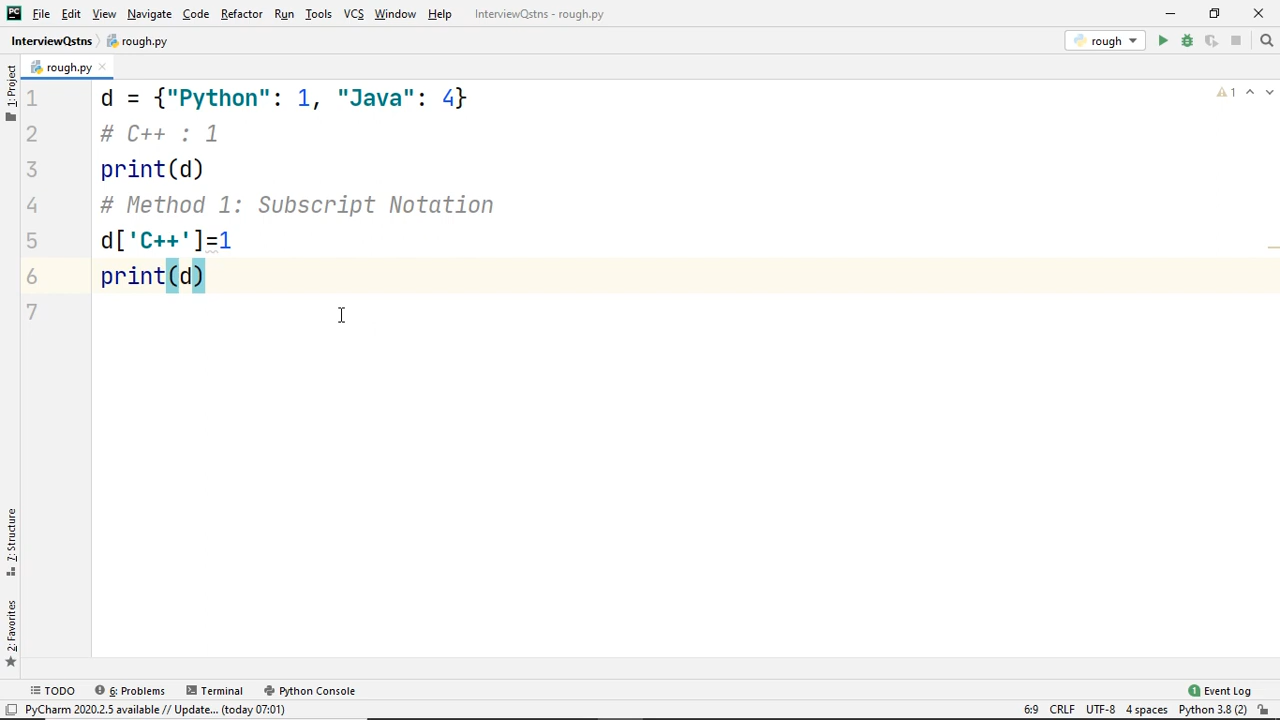 PC File Edit View Navigate Code Refactor Run Tools VCS Window Help InterviewQstns - rough.py
InterviewQstns rough.py rough
1: Project
rough.py
1 d = {"Python": 1, "Java": 4}
1
2 # C++ : 1
3 print(d)
4 # Method 1: Subscript Notation
5 d['C++']=1
6 print(d)
7
7: Structure
2: Favorites
TODO 6: Problems Terminal Python Console 1 Event Log
PyCharm 2020.2.5 available // Update... (today 07:01) 6:9 CRLF UTF-8 4 spaces Python 3.8 (2)